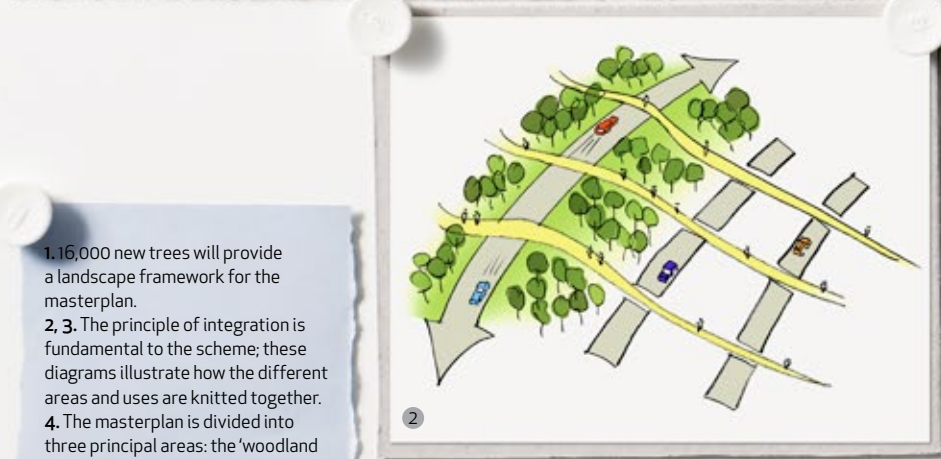 1. 16,000 new trees will provide
a landscape framework for the
masterplan.
2, 3. The principle of integration is
fundamental to the scheme; these
diagrams illustrate how the different
areas and uses are knitted together.
4. The masterplan is divided into
three principal areas: the ‘woodland
2